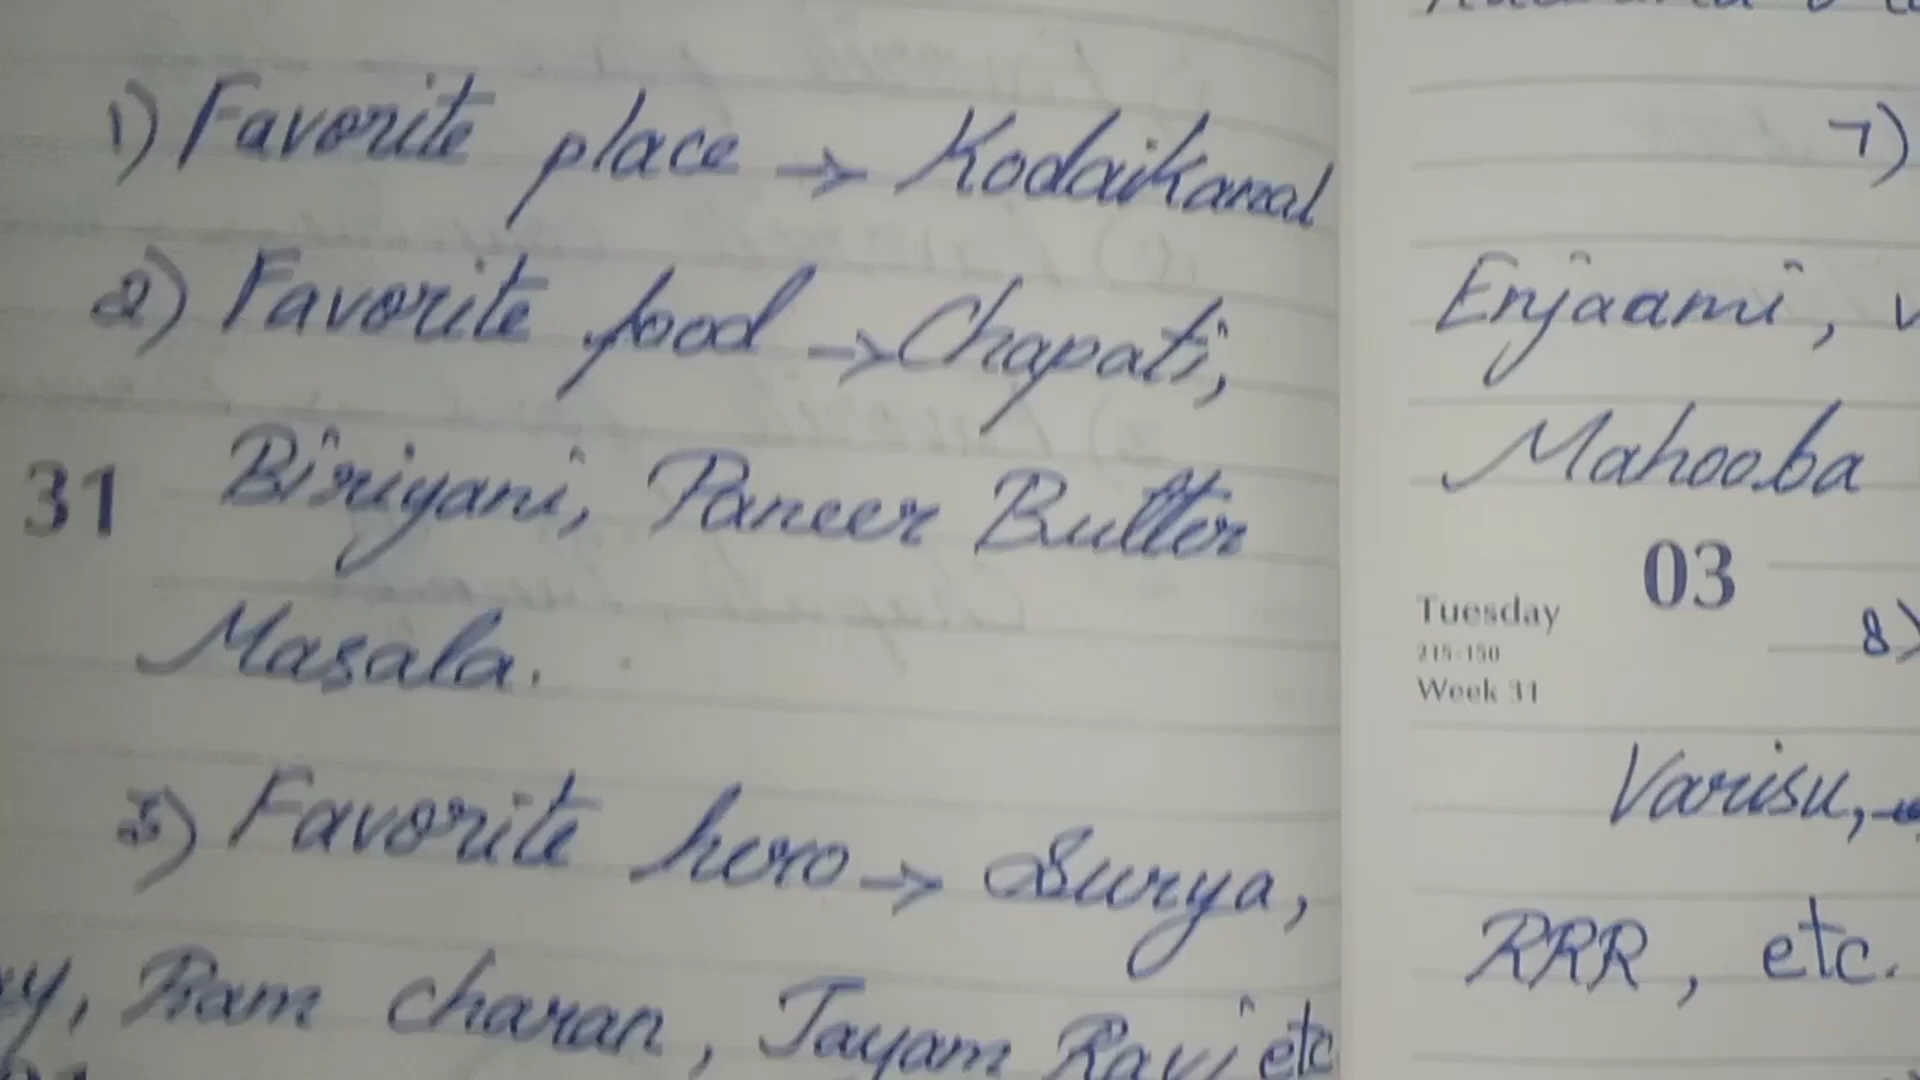 1) Favorite place → Kodaikanal
2) Favorite food → Chapati,
31 Biriyani, Paneer Butter
Masala.
3) Favorite hero → Surya,
Ram charan, Jayam Ravi etc
7)
Enjaami,
Mahooba
03
Tuesday
215-150
Week 31
8)
Varisu,
RRR, etc.